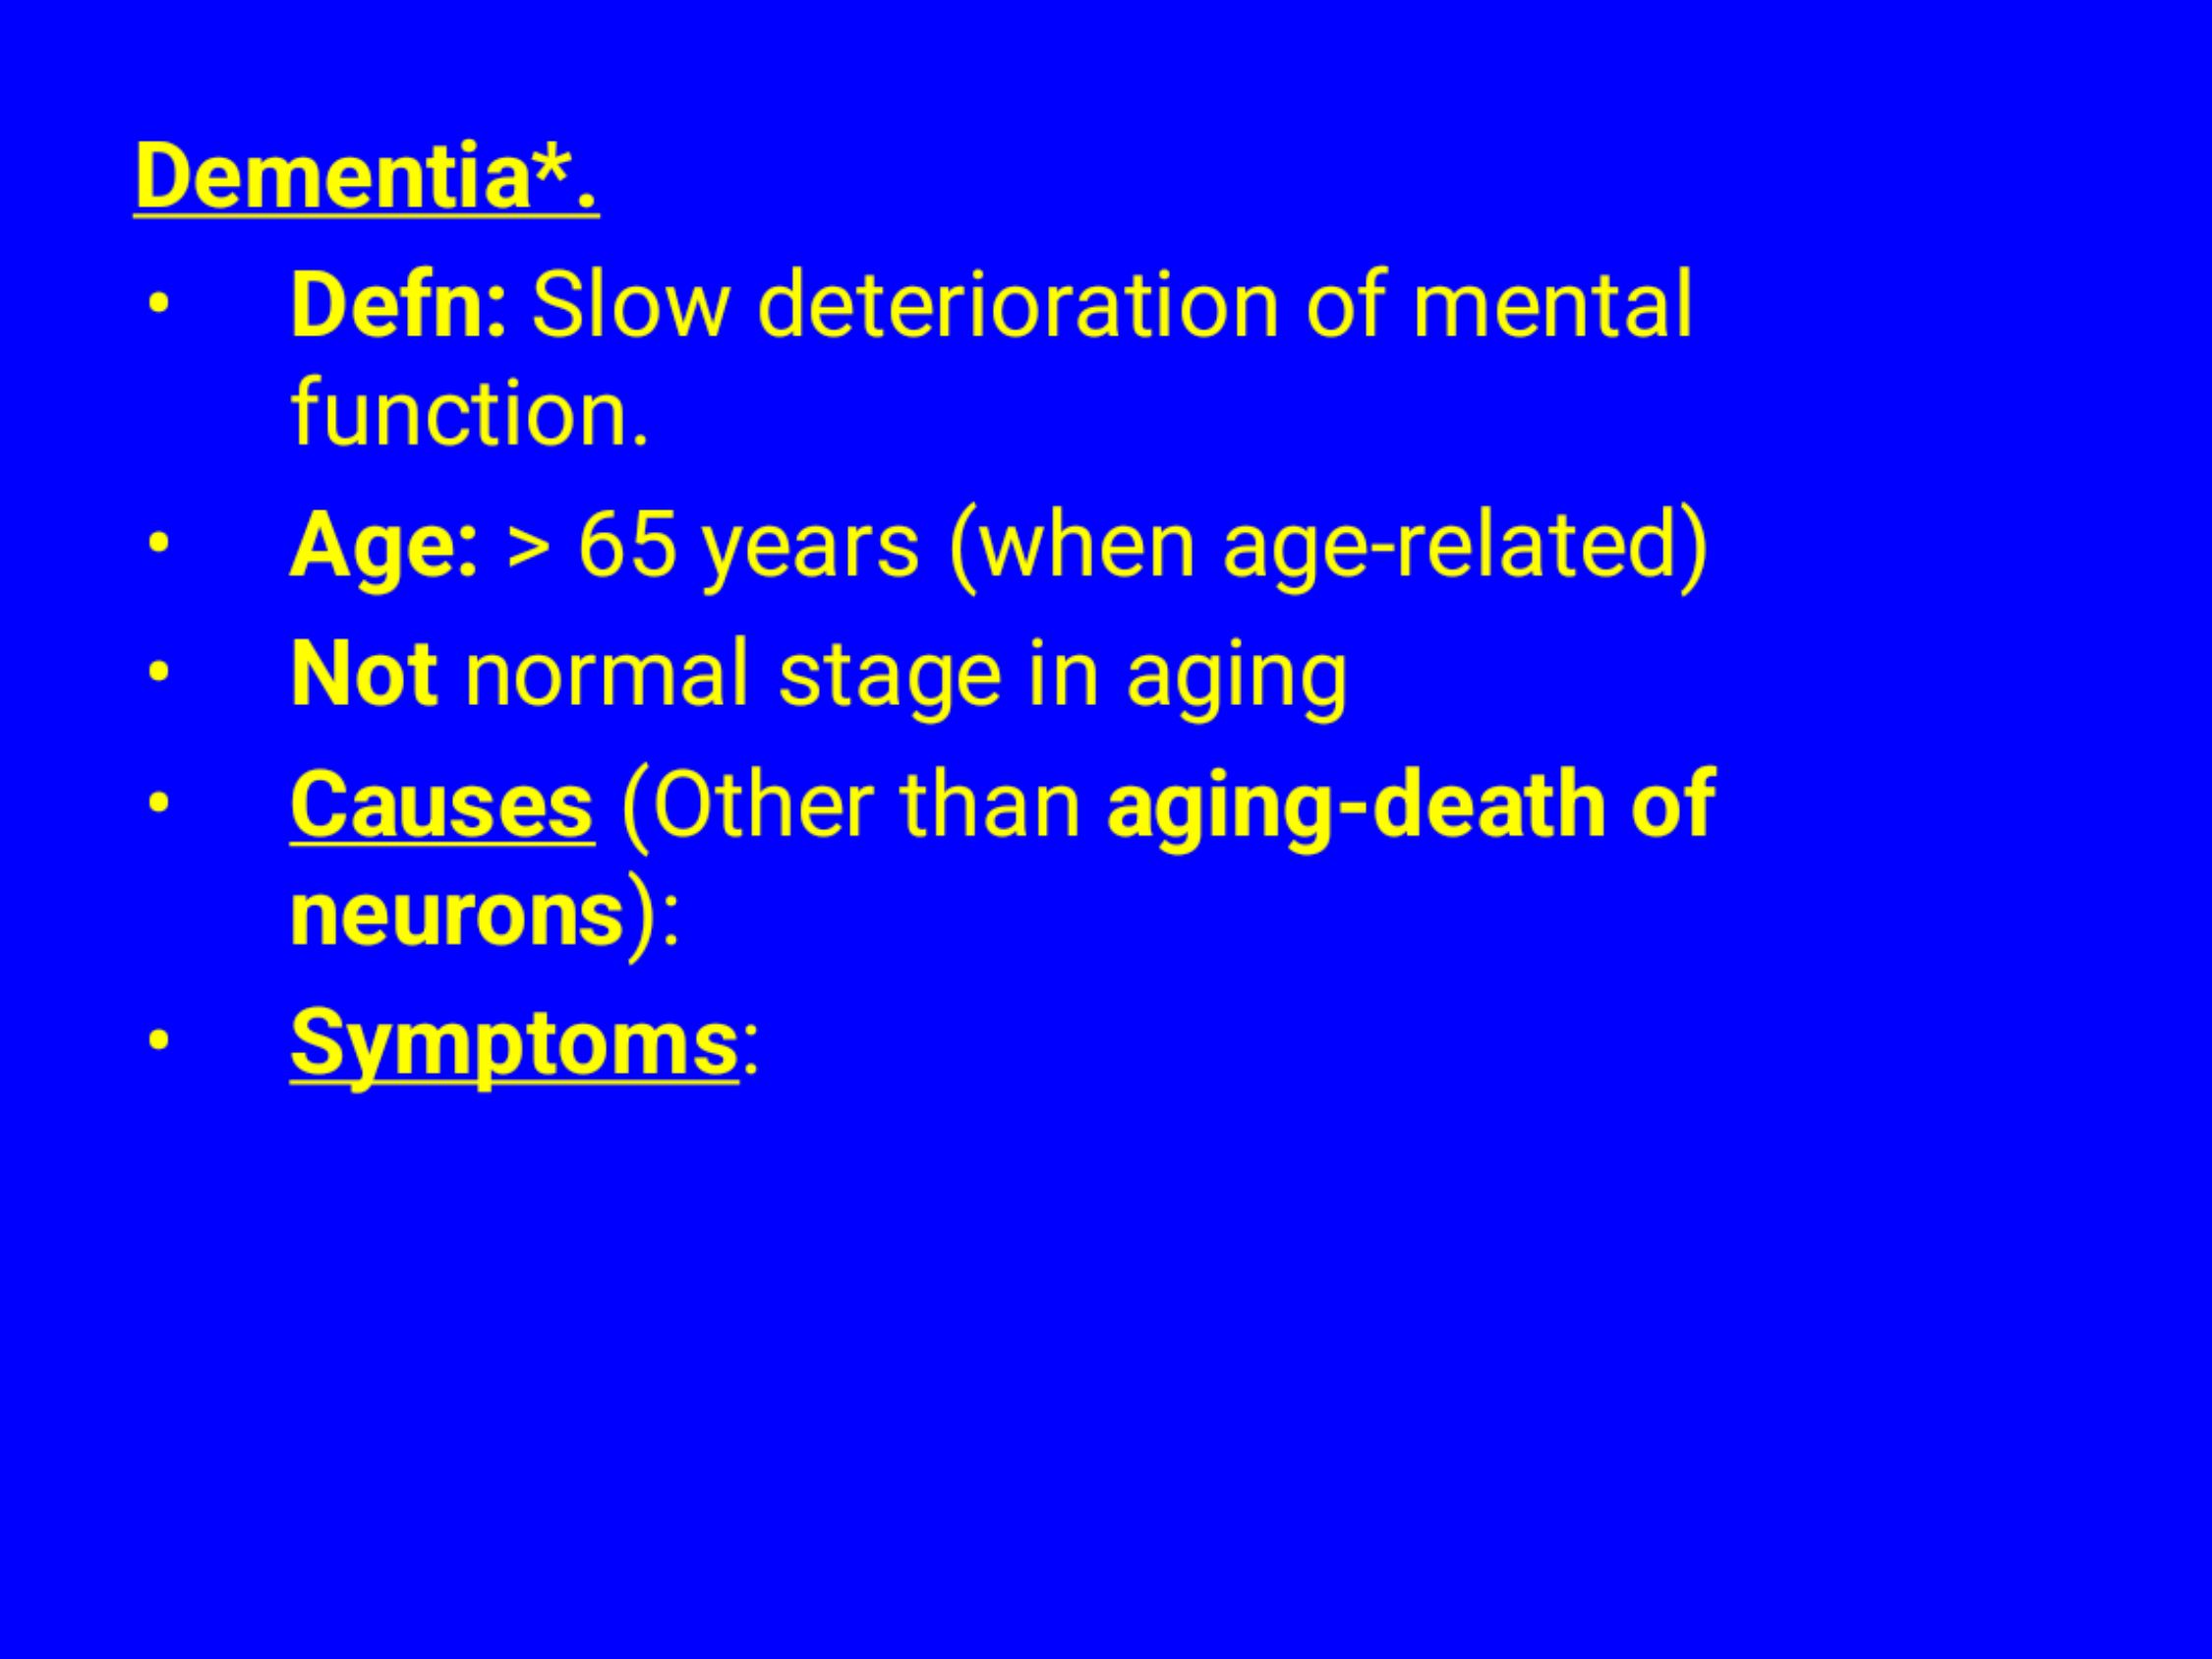 Dementia*.
• Defn: Slow deterioration of mental
function.
• Age: > 65 years (when age-related)
• Not normal stage in aging
• Causes (Other than aging-death of
neurons):
• Symptoms: